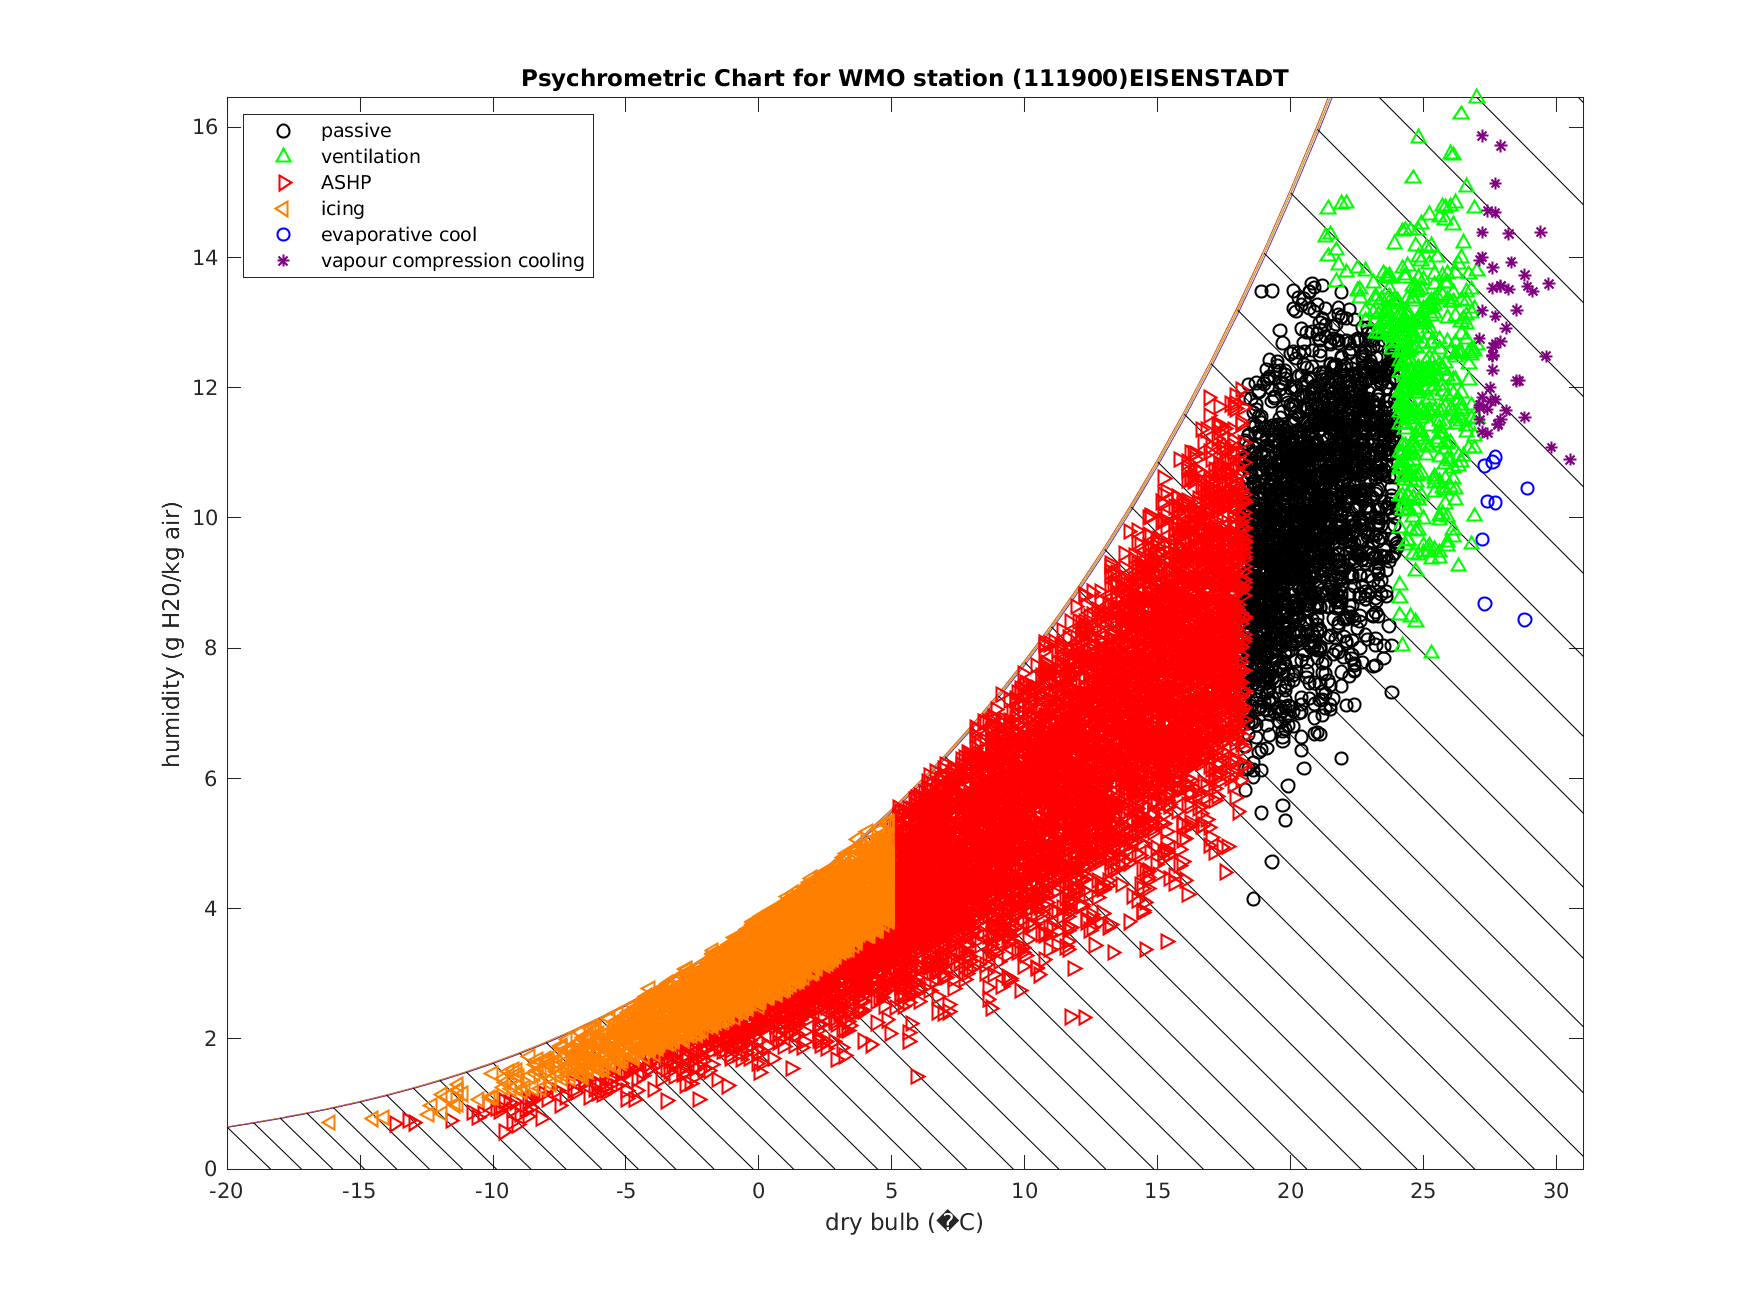 Psychrometric Chart for WMO station (111900)EISENSTADT
passive
ventilation
ASHP
icing
evaporative cool
vapour compression cooling
humidity (g H20/kg air)
16
14
12
10
8
6
4
2
0
-20 -15 -10 -5 0 5 10 15 20 25 30
dry bulb (�C)